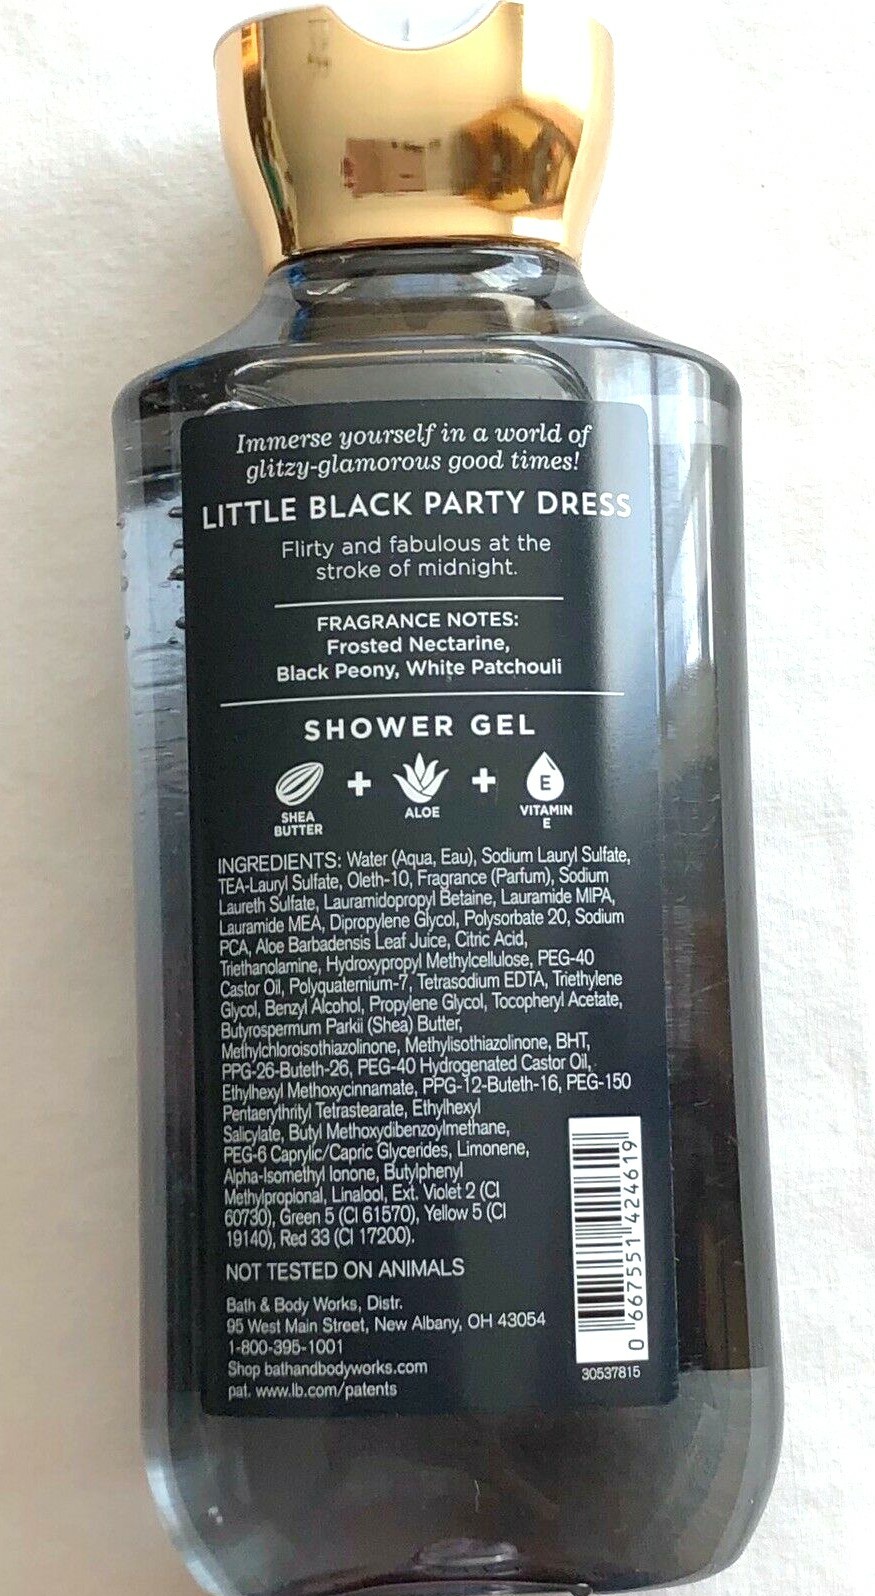 Immerse yourself in a world of
glitzy-glamorous good times!
LITTLE BLACK PARTY DRESS
Flirty and fabulous at the
stroke of midnight.
FRAGRANCE NOTES:
Frosted Nectarine,
Black Peony, White Patchouli
SHOWER GEL
SHEA
BUTTER
+
ALOE
+
E
VITAMIN
E
INGREDIENTS: Water (Aqua, Eau), Sodium Lauryl Sulfate,
TEA-Lauryl Sulfate, Oleth-10, Fragrance (Parfum), Sodium
Laureth Sulfate, Lauramidopropyl Betaine, Lauramide MIPA,
Lauramide MEA, Dipropylene Glycol, Polysorbate 20, Sodium
PCA, Aloe Barbadensis Leaf Juice, Citric Acid,
Triethanolamine, Hydroxypropyl Methylcellulose, PEG-40
Castor Oil, Polyquaternium-7, Tetrasodium EDTA, Triethylene
Glycol, Benzyl Alcohol, Propylene Glycol, Tocopheryl Acetate,
Butyrospermum Parkii (Shea) Butter,
Methylchloroisothiazolinone, Methylisothiazolinone, BHT,
PPG-26-Buteth-26, PEG-40 Hydrogenated Castor Oil,
Ethylhexyl Methoxycinnamate, PPG-12-Buteth-16, PEG-150
Pentaerythrityl Tetrastearate, Ethylhexyl
Salicylate, Butyl Methoxydibenzoylmethane,
PEG-6 Caprylic/Capric Glycerides, Limonene,
Alpha-Isomethyl Ionone, Butylphenyl
Methylpropional, Linalool, Ext. Violet 2 (CI
60730), Green 5 (CI 61570), Yellow 5 (CI
19140), Red 33 (CI 17200).
NOT TESTED ON ANIMALS
Bath & Body Works, Distr.
95 West Main Street, New Albany, OH 43054
1-800-395-1001
Shop bathandbodyworks.com
pat. www.lb.com/patents
0 667551 424619
30537815